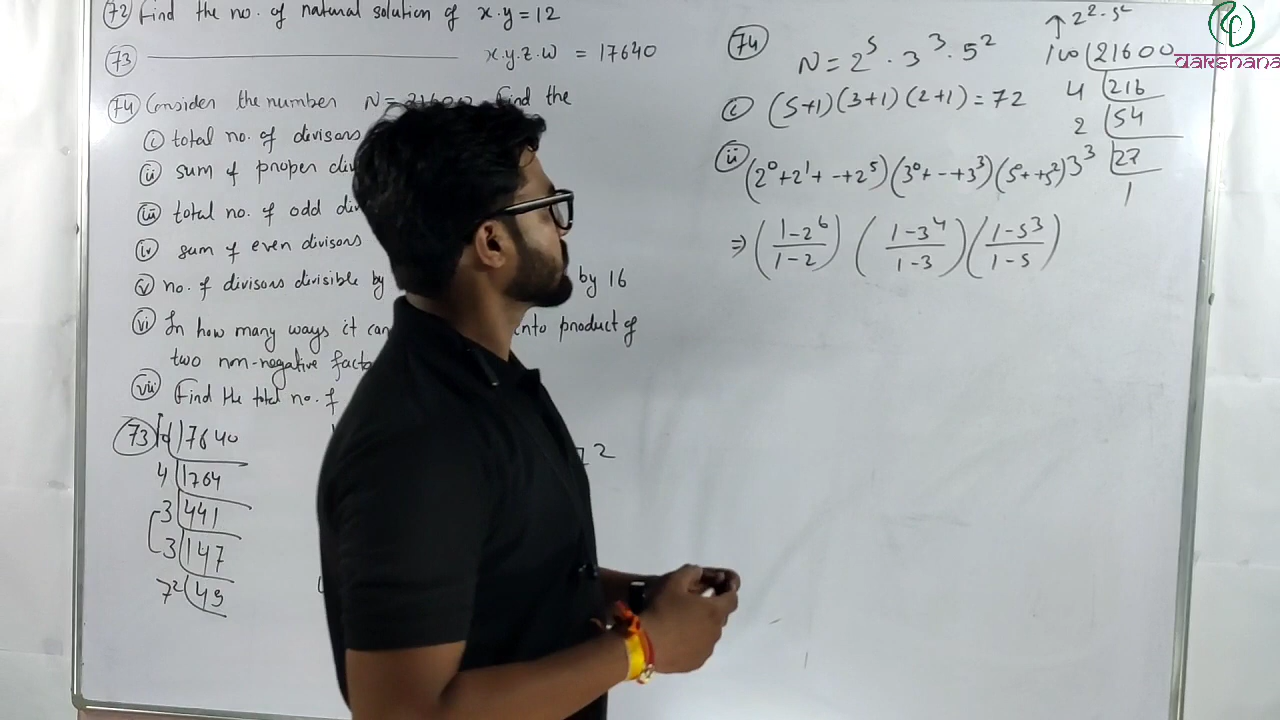 72 Find the no. of natural solution of x.y = 12
73 ———————— x.y.z.w = 17640
74 Consider the number N = 21600 Find the
i total no. of divisors
ii sum of proper div
iii total no. of odd div
iv sum of even divisors
v no. of divisors divisible by by 16
vi In how many ways it can into product of
two non-negative facto
vii Find the total no. of
73 10 | 17640
4 | 1764
3 | 441
3 | 147
7² | 49
2
74 N = 2⁵ . 3³ . 5²
i (5+1)(3+1)(2+1) = 72
ii (2⁰+2¹+--+2⁵)(3⁰+--+3³)(5⁰+-+5²)
⇒ (1-2⁶/1-2) (1-3⁴/1-3)(1-5³/1-5)
↑ 2².5²
100 | 21600
4 | 216
2 | 54
3³ | 27
1
darshana